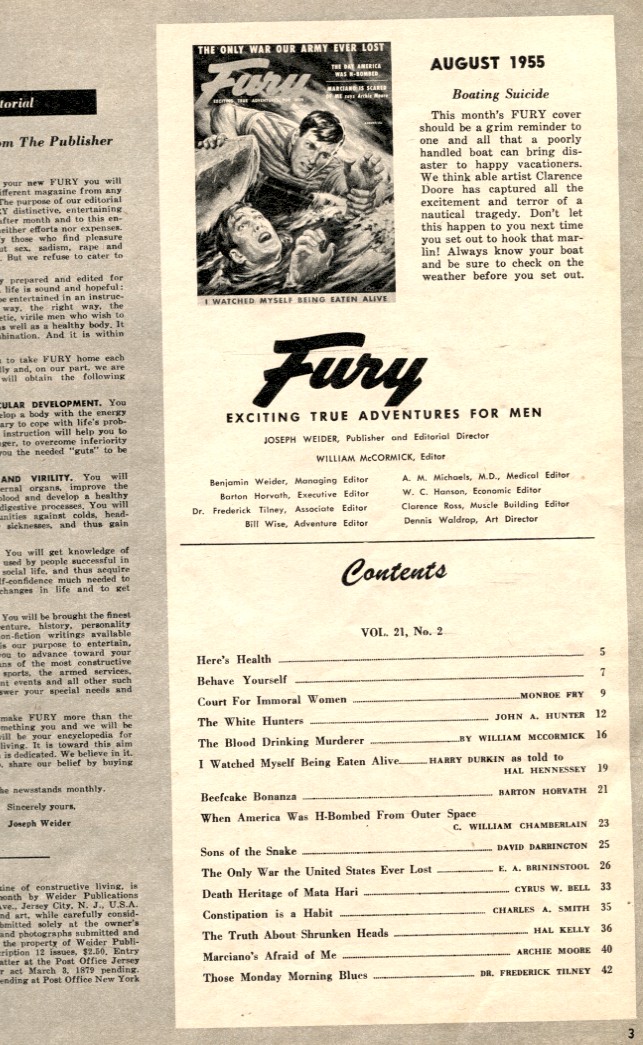 torial
om The Publisher
your new FURY you will
ifferent magazine from any
The purpose of our editorial
Y distinctive, entertaining
after month and to this en-
neither efforts nor expenses.
y those who find pleasure
ut sex, sadism, rape and
. But we refuse to cater to
y prepared and edited for
life is sound and hopeful:
be entertained in an instruc-
way, the right way, the
etic, virile men who wish to
as well as a healthy body. It
mbination. And it is within
u to take FURY home each
lly and, on our part, we are
will obtain the following
CULAR DEVELOPMENT. You
elop a body with the energy
ary to cope with life's prob-
instruction will help you to
ger, to overcome inferiority
you the needed "guts" to be
AND VIRILITY. You will
ernal organs, improve the
blood and develop a healthy
digestive processes. You will
unities against colds, head-
sicknesses, and thus gain
You will get knowledge of
used by people successful in
social life, and thus acquire
lf-confidence much needed to
changes in life and to get
You will be brought the finest
enture, history, personality
on-fiction writings available
is our purpose to entertain,
you to advance toward your
ans of the most constructive
sports, the armed services,
nt events and all other such
swer your special needs and
make FURY more than the
mething you and we will be
will be your encyclopedia for
living. It is toward this aim
is dedicated. We believe in it.
, share our belief by buying
he newsstands monthly.
Sincerely yours,
Joseph Weider
zine of constructive living, is
month by Weider Publications
Ave., Jersey City, N. J., U.S.A.
and art, while carefully consid-
bmitted solely at the owner's
and photographs submitted and
the property of Weider Publi-
cription 12 issues, $2.50. Entry
atter at the Post Office Jersey
r act March 3, 1879 pending.
ending at Post Office New York
THE ONLY WAR OUR ARMY EVER LOST
Fury
EXCITING TRUE ADVENTURES FOR MEN
THE DAY AMERICA
WAS H-BOMBED
MARCIANO IS SCARED
OF ME says Archie Moore
I WATCHED MYSELF BEING EATEN ALIVE
AUGUST 1955
Boating Suicide
This month's FURY cover
should be a grim reminder to
one and all that a poorly
handled boat can bring dis-
aster to happy vacationers.
We think able artist Clarence
Doore has captured all the
excitement and terror of a
nautical tragedy. Don't let
this happen to you next time
you set out to hook that mar-
lin! Always know your boat
and be sure to check on the
weather before you set out.
Fury
EXCITING TRUE ADVENTURES FOR MEN
JOSEPH WEIDER, Publisher and Editorial Director
WILLIAM McCORMICK, Editor
Benjamin Weider, Managing Editor
Barton Horvath, Executive Editor
Dr. Frederick Tilney, Associate Editor
Bill Wise, Adventure Editor
A. M. Michaels, M.D., Medical Editor
W. C. Hanson, Economic Editor
Clarence Ross, Muscle Building Editor
Dennis Waldrop, Art Director
Contents
VOL. 21, No. 2
Here's Health 5
Behave Yourself 7
Court For Immoral Women MONROE FRY 9
The White Hunters JOHN A. HUNTER 12
The Blood Drinking Murderer BY WILLIAM MCCORMICK 16
I Watched Myself Being Eaten Alive HARRY DURKIN as told to
HAL HENNESSEY 19
Beefcake Bonanza BARTON HORVATH 21
When America Was H-Bombed From Outer Space
C. WILLIAM CHAMBERLAIN 23
Sons of the Snake DAVID DARRINGTON 25
The Only War the United States Ever Lost E. A. BRININSTOOL 26
Death Heritage of Mata Hari CYRUS W. BELL 33
Constipation is a Habit CHARLES A. SMITH 35
The Truth About Shrunken Heads HAL KELLY 36
Marciano's Afraid of Me ARCHIE MOORE 40
Those Monday Morning Blues DR. FREDERICK TILNEY 42
3